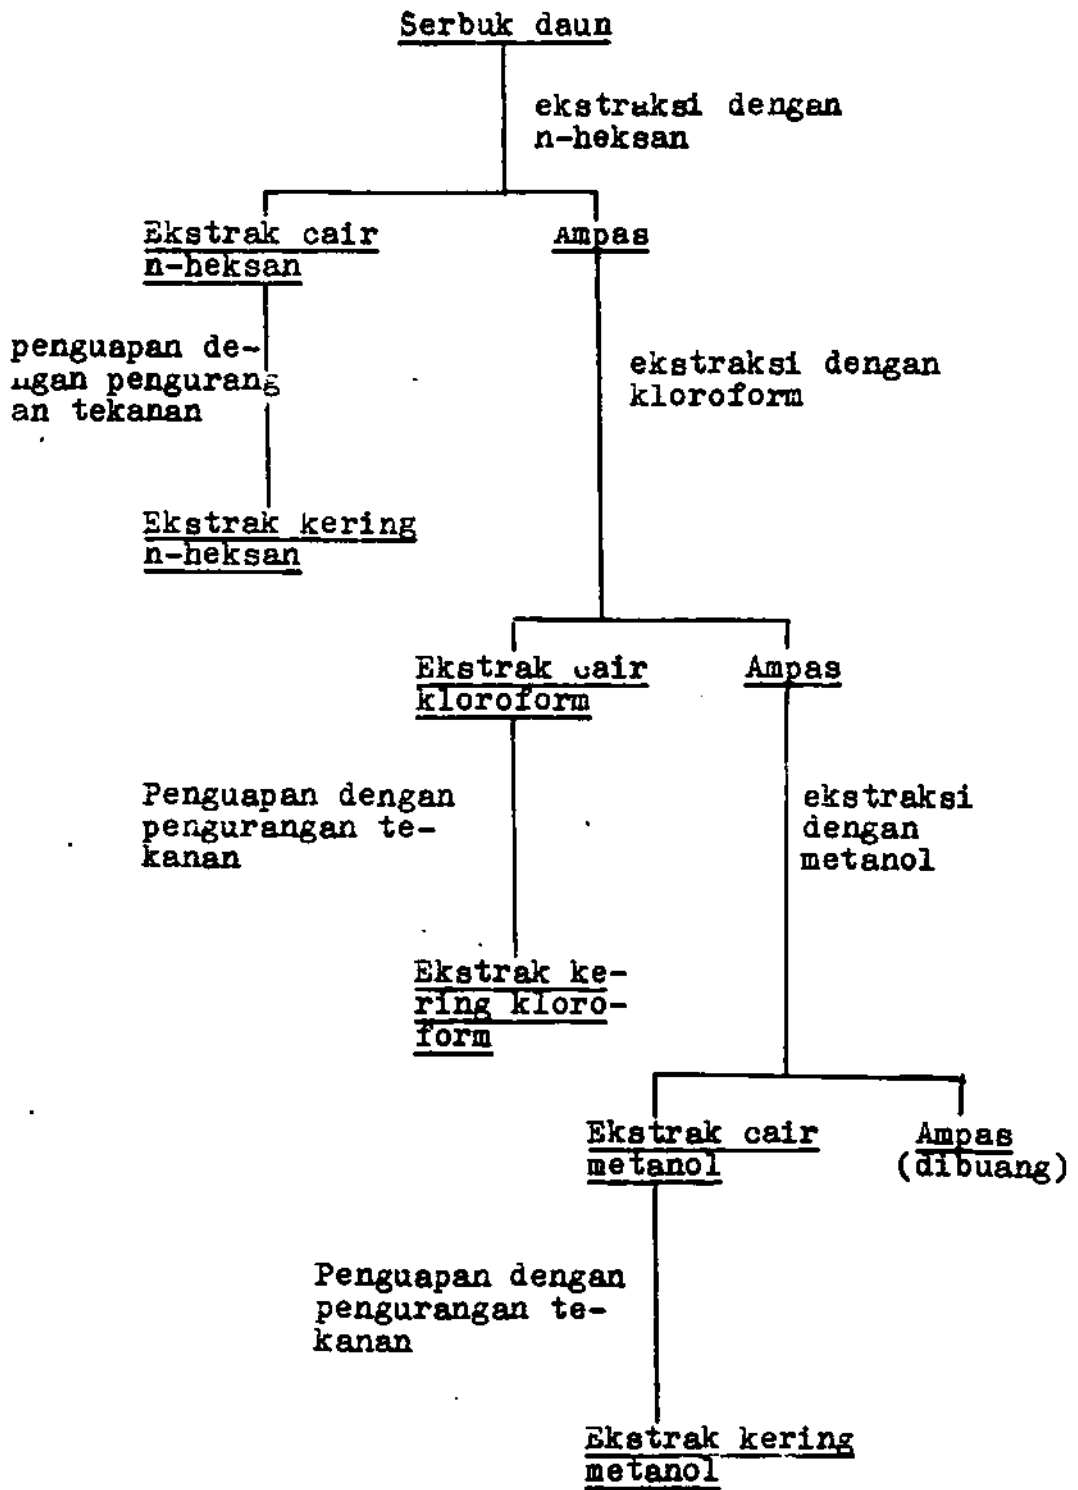 Serbuk daun
ekstraksi dengan
n-heksan
Ekstrak cair
n-heksan
Ampas
penguapan de-
ngan pengurang
an tekanan
ekstraksi dengan
kloroform
Ekstrak kering
n-heksan
Ekstrak cair
kloroform
Ampas
Penguapan dengan
pengurangan te-
kanan
ekstraksi
dengan
metanol
Ekstrak ke-
ring kloro-
form
Ekstrak cair
metanol
Ampas
(dibuang)
Penguapan dengan
pengurangan te-
kanan
Ekstrak kering
metanol